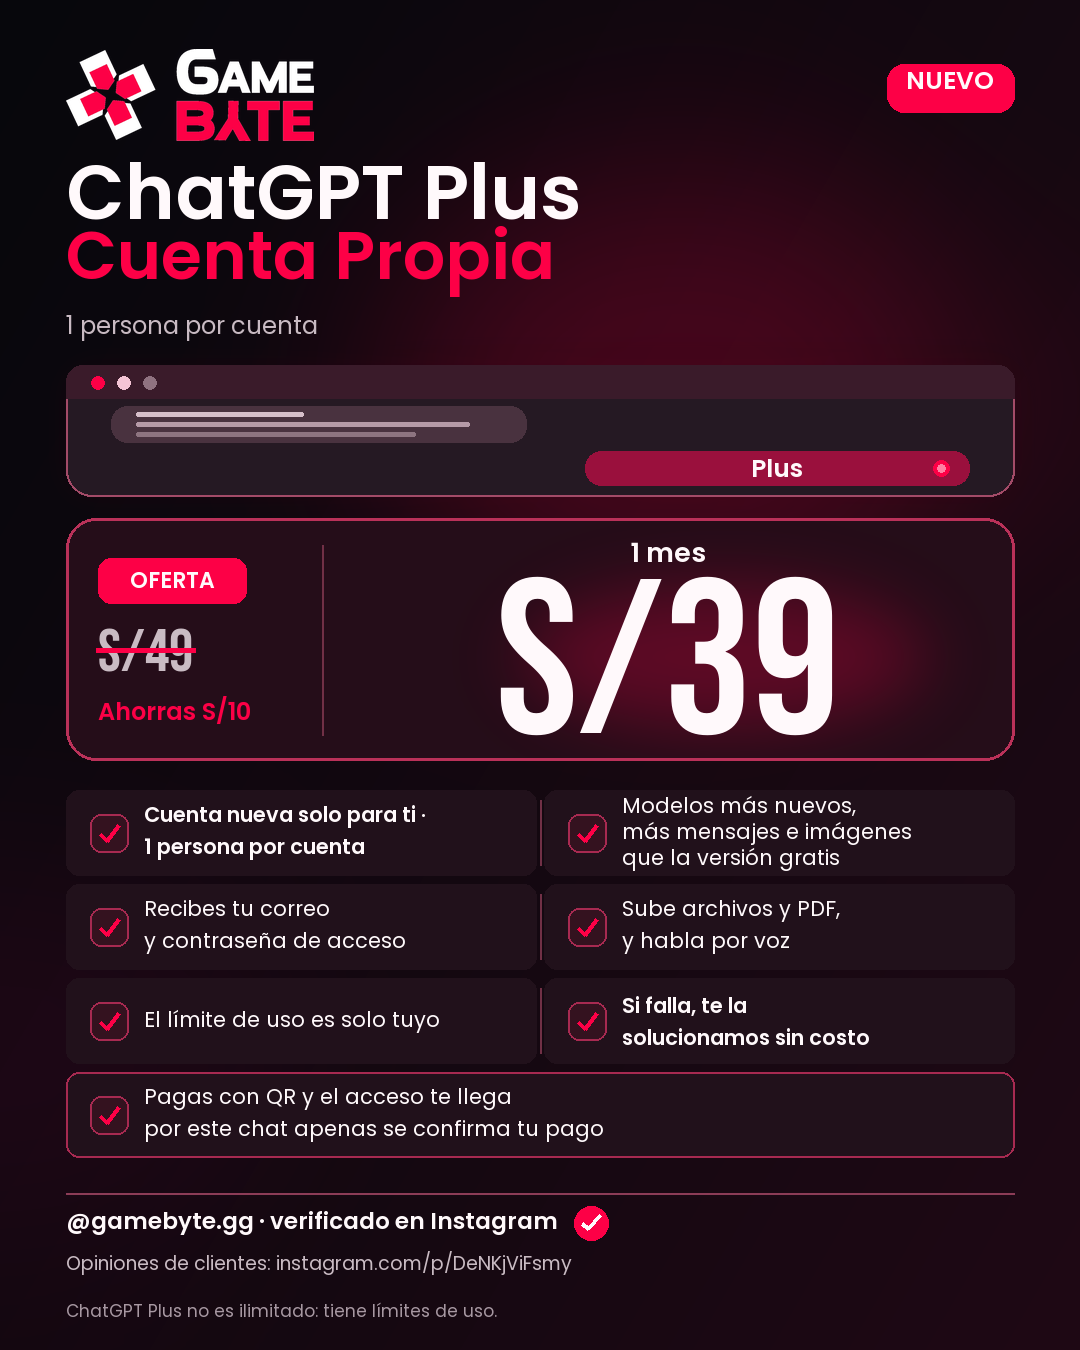 GAME
BYTE
NUEVO
ChatGPT Plus
Cuenta Propia
1 persona por cuenta
Plus
OFERTA
S/49
Ahorras S/10
1 mes
S/39
Cuenta nueva solo para ti ·
1 persona por cuenta
Modelos más nuevos,
más mensajes e imágenes
que la versión gratis
Recibes tu correo
y contraseña de acceso
Sube archivos y PDF,
y habla por voz
El límite de uso es solo tuyo
Si falla, te la
solucionamos sin costo
Pagas con QR y el acceso te llega
por este chat apenas se confirma tu pago
@gamebyte.gg · verificado en Instagram
Opiniones de clientes: instagram.com/p/DeNKjViFsmy
ChatGPT Plus no es ilimitado: tiene límites de uso.